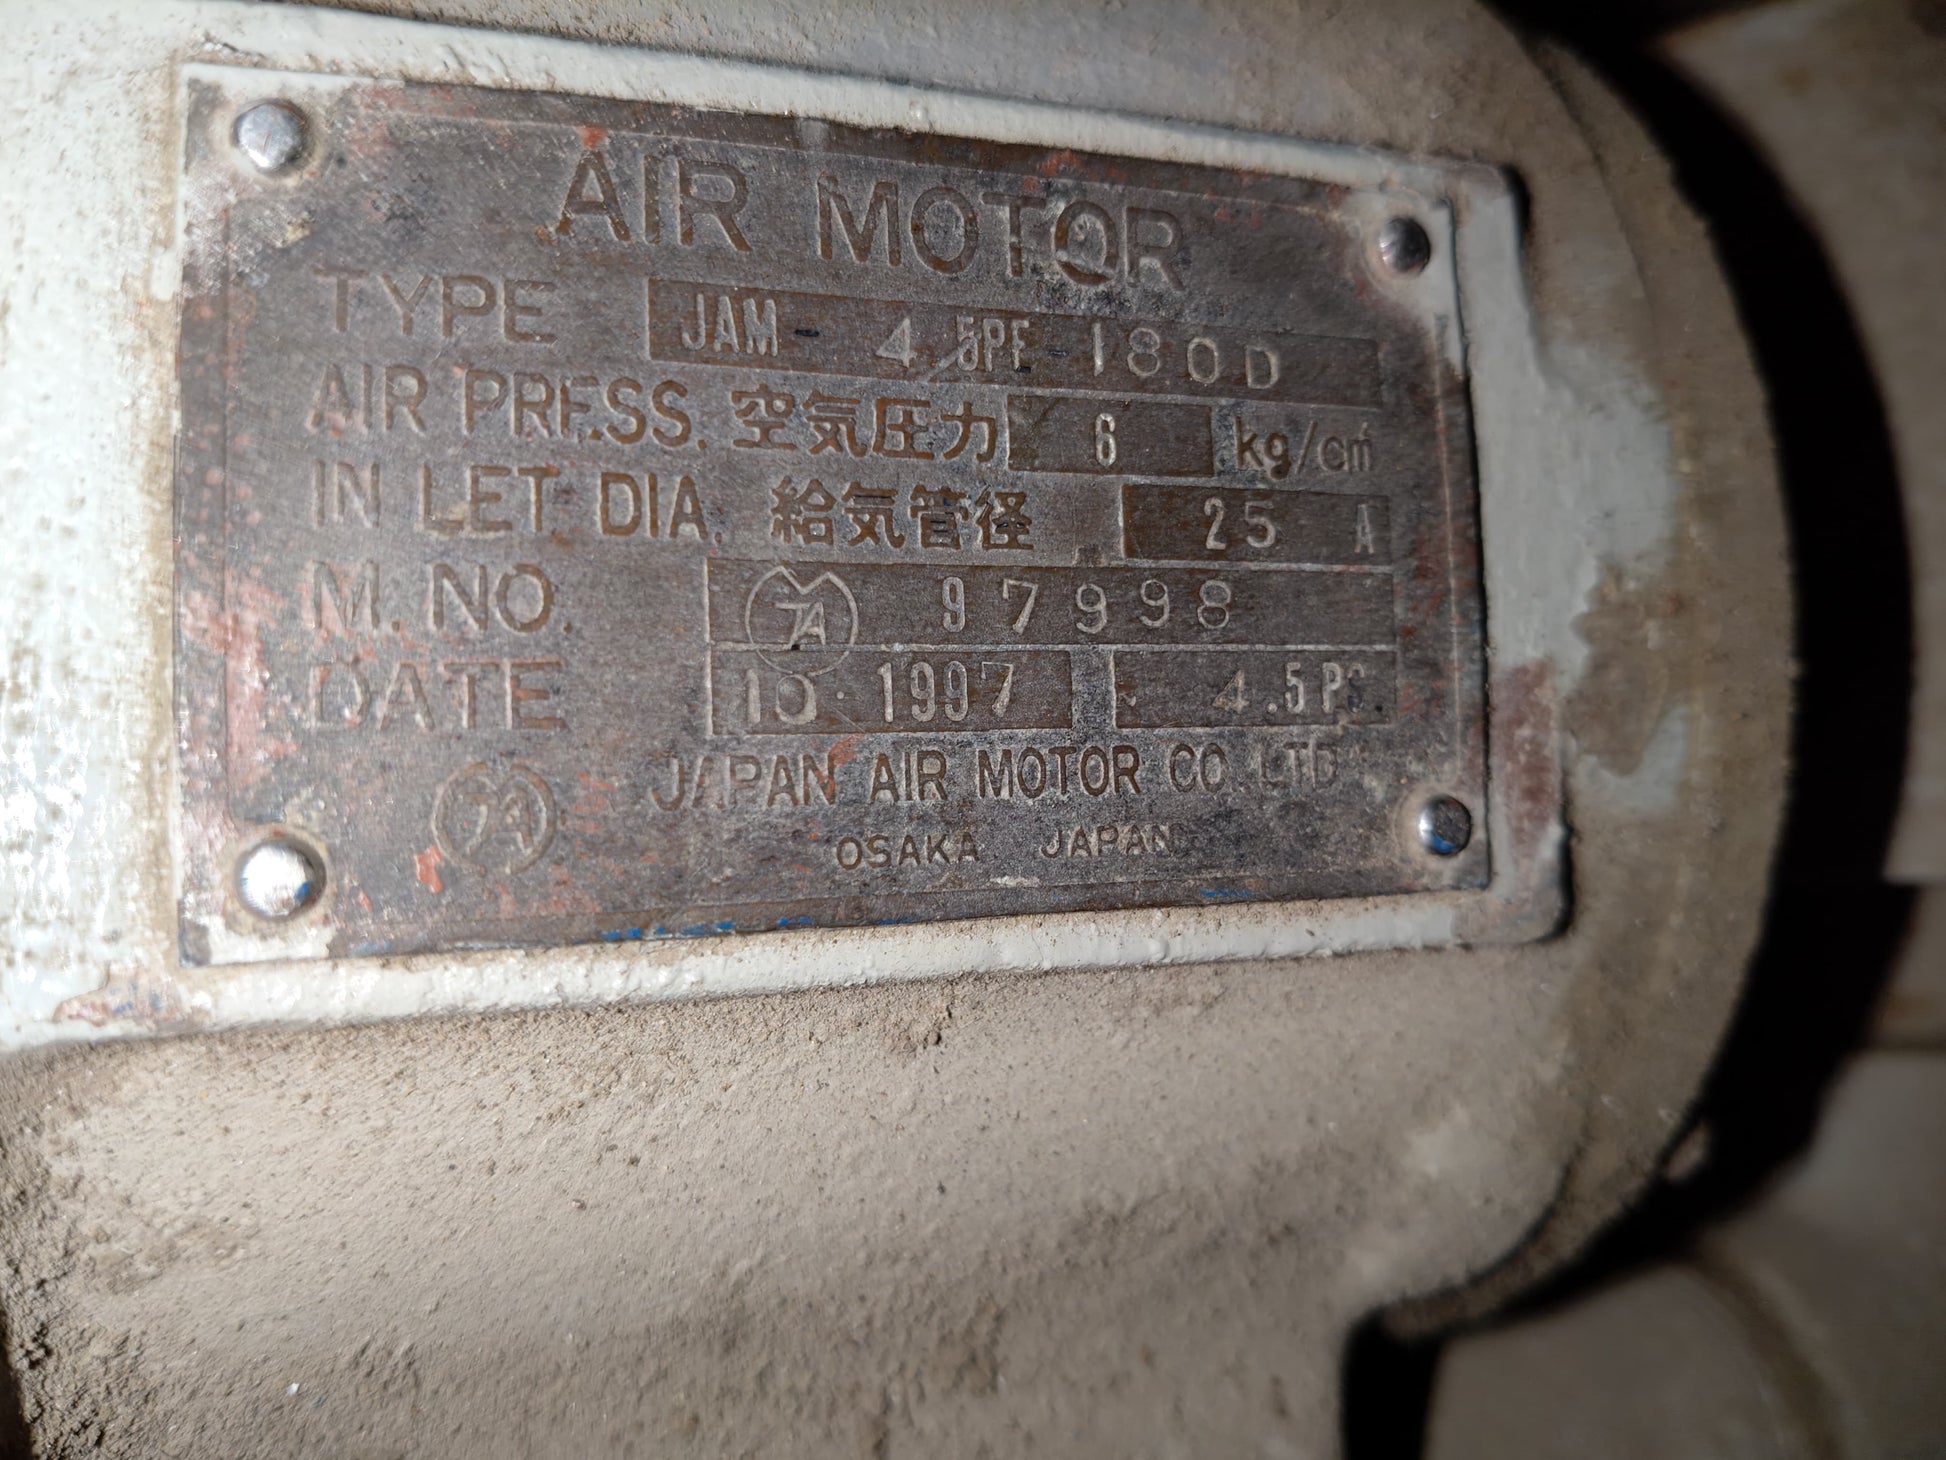 AIR MOTOR
TYPE JAM - 4.5PE - 180D
AIR PRESS. 空気圧力 6 kg/cm²
IN LET. DIA. 給気管径 25 A
M. NO. 97998
DATE 10・1997 4.5PS.
JAPAN AIR MOTOR CO. LTD
OSAKA JAPAN